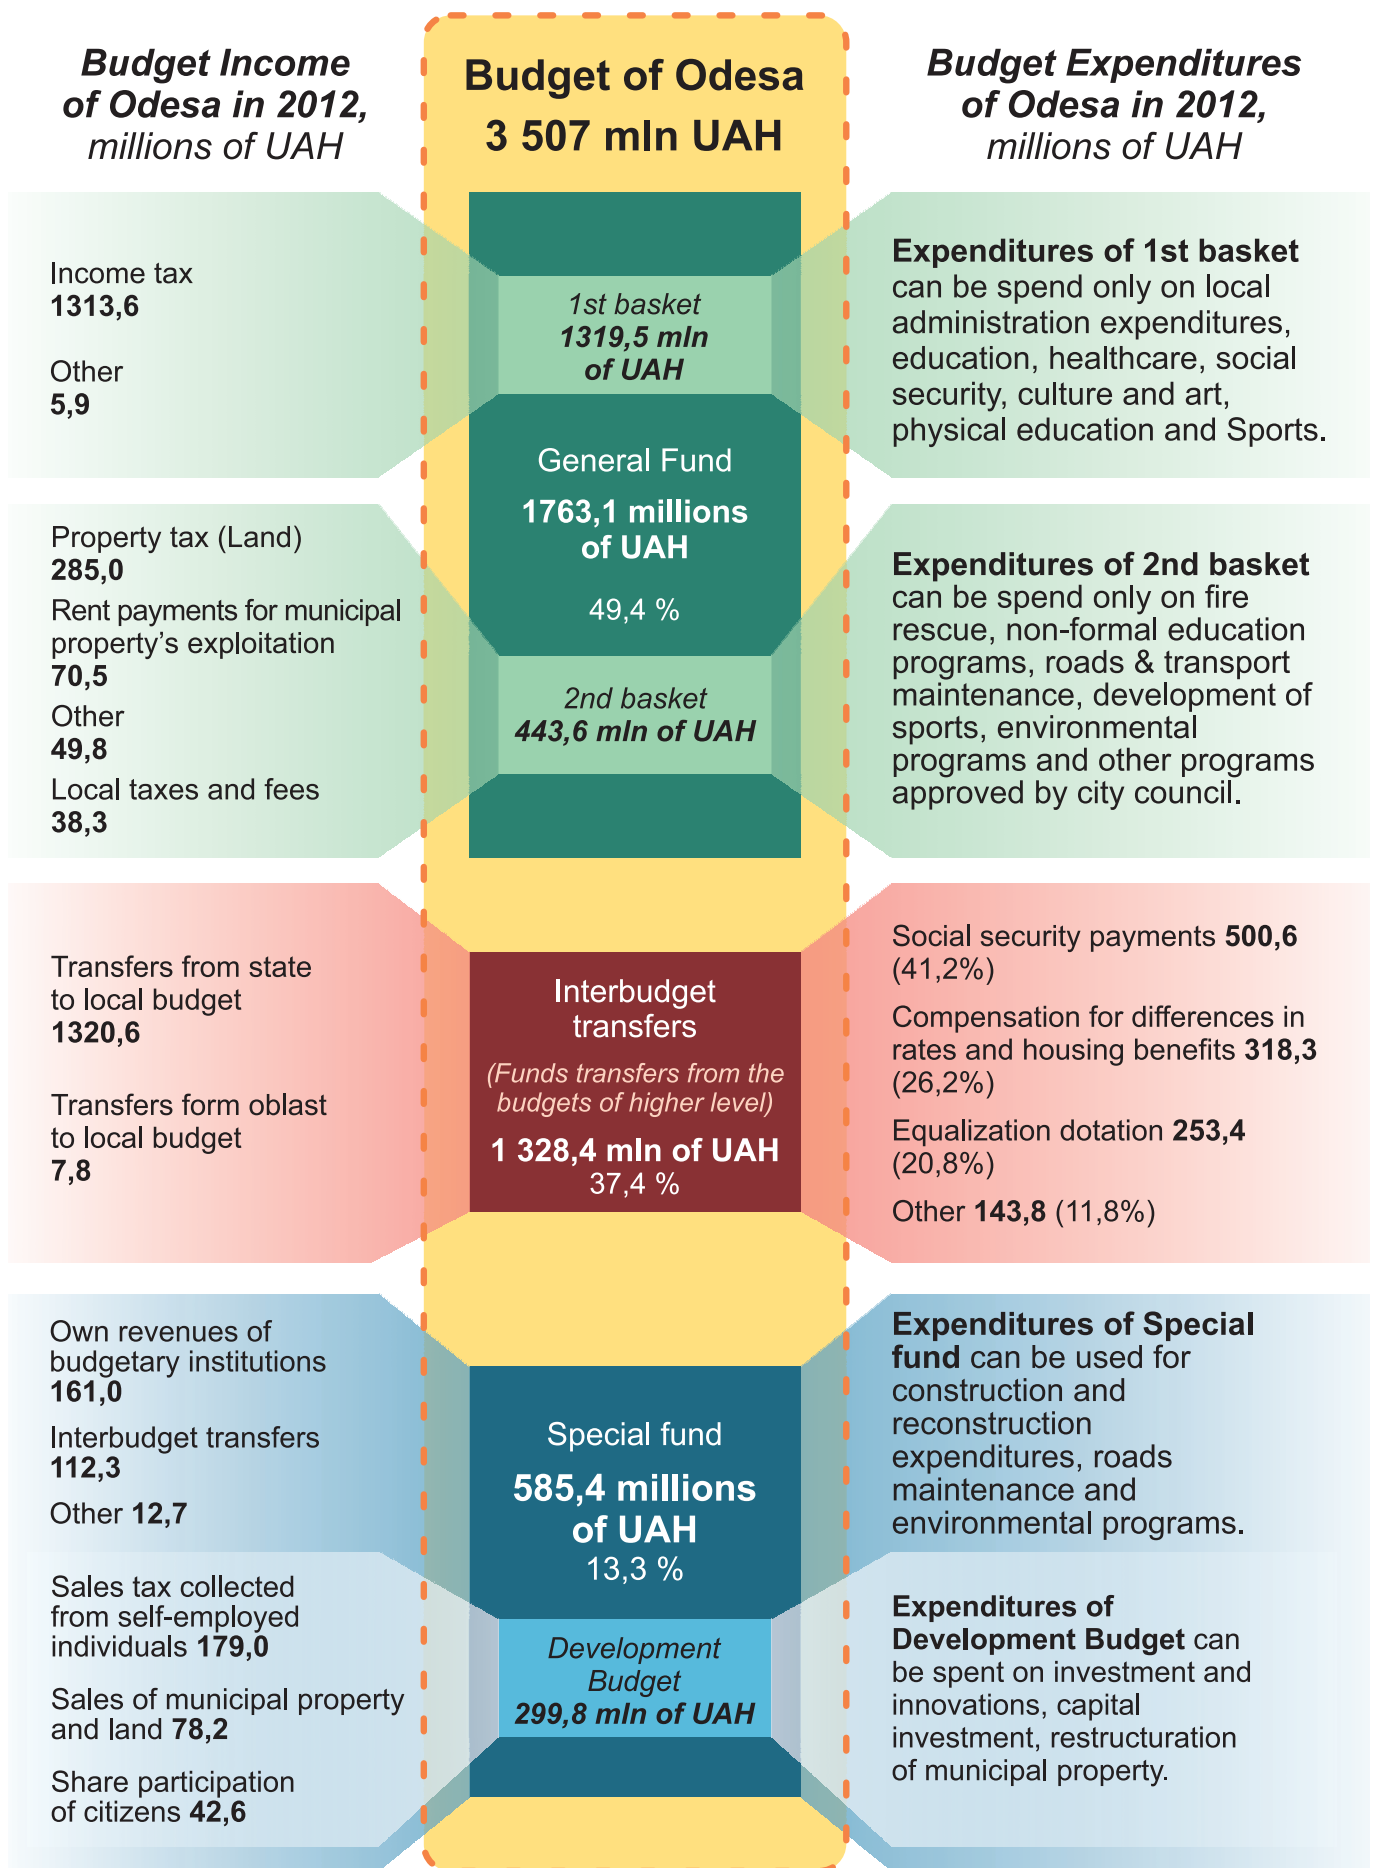 Budget Income
of Odesa in 2012,
millions of UAH
Budget of Odesa
3 507 mln UAH
Budget Expenditures
of Odesa in 2012,
millions of UAH
Income tax
1313,6
Other
5,9
1st basket
1319,5 mln
of UAH
Expenditures of 1st basket
can be spend only on local
administration expenditures,
education, healthcare, social
security, culture and art,
physical education and Sports.
General Fund
1763,1 millions
of UAH
49,4 %
Property tax (Land)
285,0
Rent payments for municipal
property's exploitation
70,5
Other
49,8
Local taxes and fees
38,3
2nd basket
443,6 mln of UAH
Expenditures of 2nd basket
can be spend only on fire
rescue, non-formal education
programs, roads & transport
maintenance, development of
sports, environmental
programs and other programs
approved by city council.
Transfers from state
to local budget
1320,6
Transfers form oblast
to local budget
7,8
Interbudget
transfers
(Funds transfers from the
budgets of higher level)
1 328,4 mln of UAH
37,4 %
Social security payments 500,6
(41,2%)
Compensation for differences in
rates and housing benefits 318,3
(26,2%)
Equalization dotation 253,4
(20,8%)
Other 143,8 (11,8%)
Own revenues of
budgetary institutions
161,0
Interbudget transfers
112,3
Other 12,7
Special fund
585,4 millions
of UAH
13,3 %
Expenditures of Special
fund can be used for
construction and
reconstruction
expenditures, roads
maintenance and
environmental programs.
Sales tax collected
from self-employed
individuals 179,0
Sales of municipal property
and land 78,2
Share participation
of citizens 42,6
Development
Budget
299,8 mln of UAH
Expenditures of
Development Budget can
be spent on investment and
innovations, capital
investment, restructuration
of municipal property.